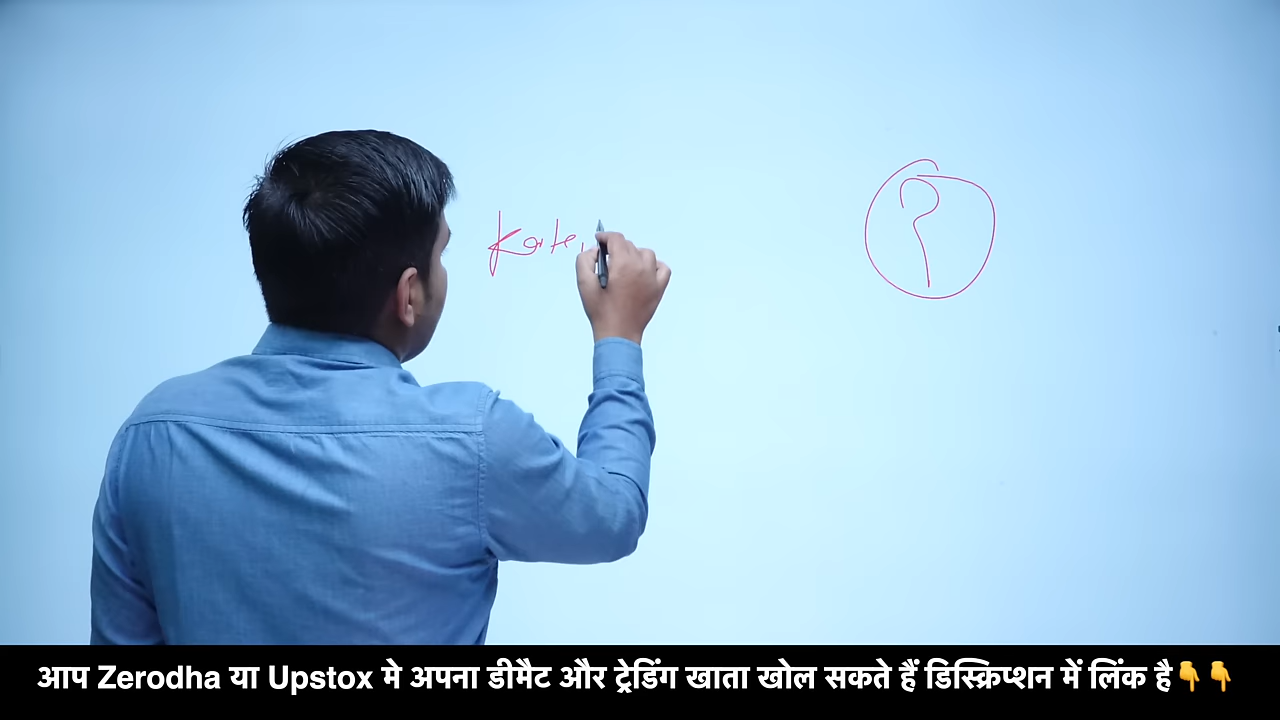 ?
आप Zerodha या Upstox मे अपना डीमैट और ट्रेडिंग खाता खोल सकते हैं डिस्क्रिप्शन में लिंक है👇👇